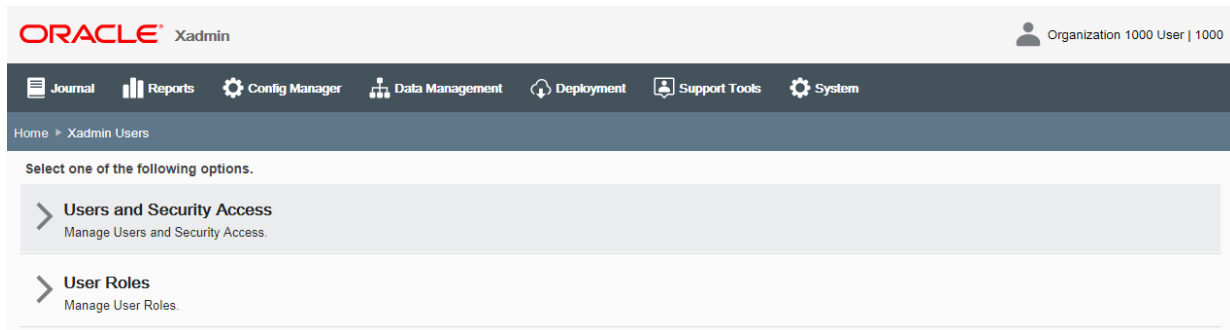 ORACLE® Xadmin
Organization 1000 User | 1000
Journal Reports Config Manager Data Management Deployment Support Tools System
Home ▸ Xadmin Users
Select one of the following options.
Users and Security Access
Manage Users and Security Access.
User Roles
Manage User Roles.